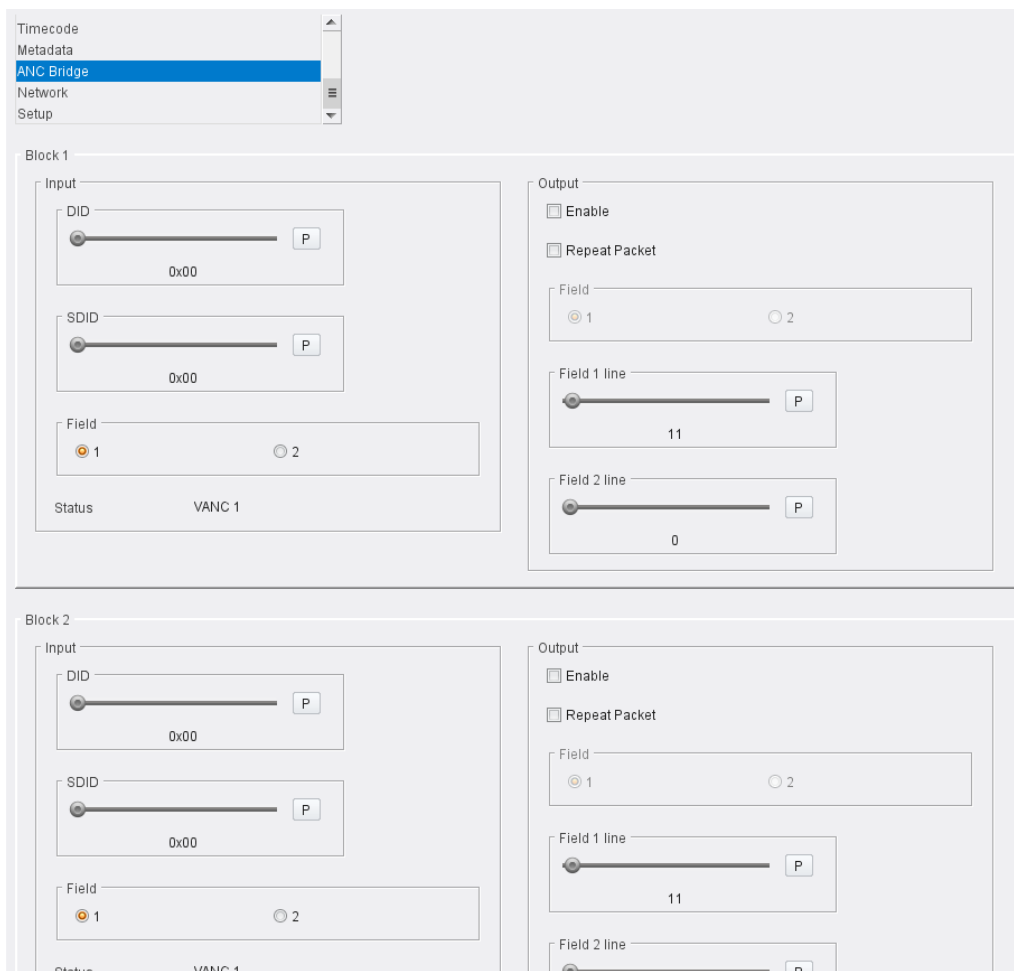 Timecode
Metadata
ANC Bridge
Network
Setup
Block 1
Input
DID
P
0x00
SDID
P
0x00
Field
1
2
Status VANC 1
Output
Enable
Repeat Packet
Field
1
2
Field 1 line
P
11
Field 2 line
P
0
Block 2
Input
DID
P
0x00
SDID
P
0x00
Field
1
2
Status VANC 1
Output
Enable
Repeat Packet
Field
1
2
Field 1 line
P
11
Field 2 line
P